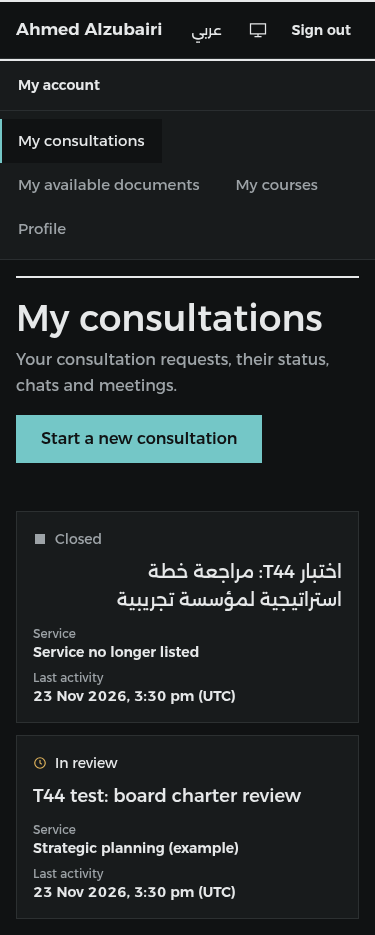 Ahmed Alzubairi
عربي
Sign out
My account
My consultations
My available documents
My courses
Profile
My consultations
Your consultation requests, their status,
chats and meetings.
Start a new consultation
Closed
اختبار T44: مراجعة خطة
استراتيجية لمؤسسة تجريبية
Service
Service no longer listed
Last activity
23 Nov 2026, 3:30 pm (UTC)
In review
T44 test: board charter review
Service
Strategic planning (example)
Last activity
23 Nov 2026, 3:30 pm (UTC)